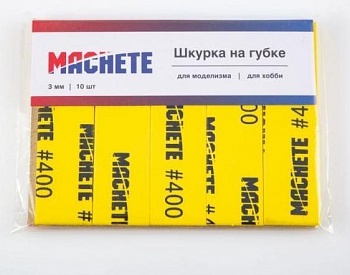 MACHETE
Шкурка на губке
для моделизма | для хобби
3 мм | 10 шт
MACHETE #400
MACHETE #400
MACHETE
MACHETE #4